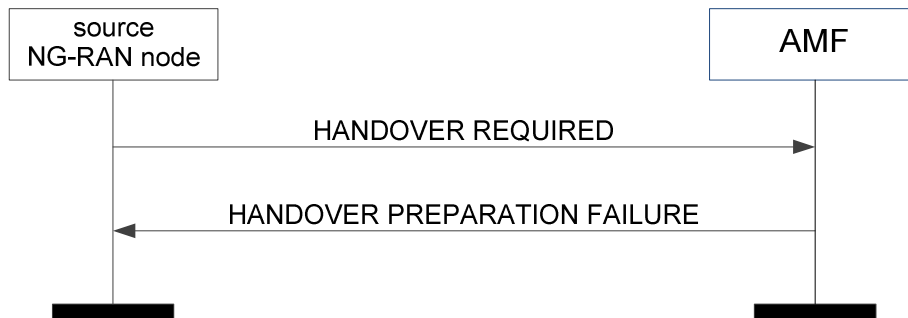 source
NG-RAN node
AMF
HANDOVER REQUIRED
HANDOVER PREPARATION FAILURE